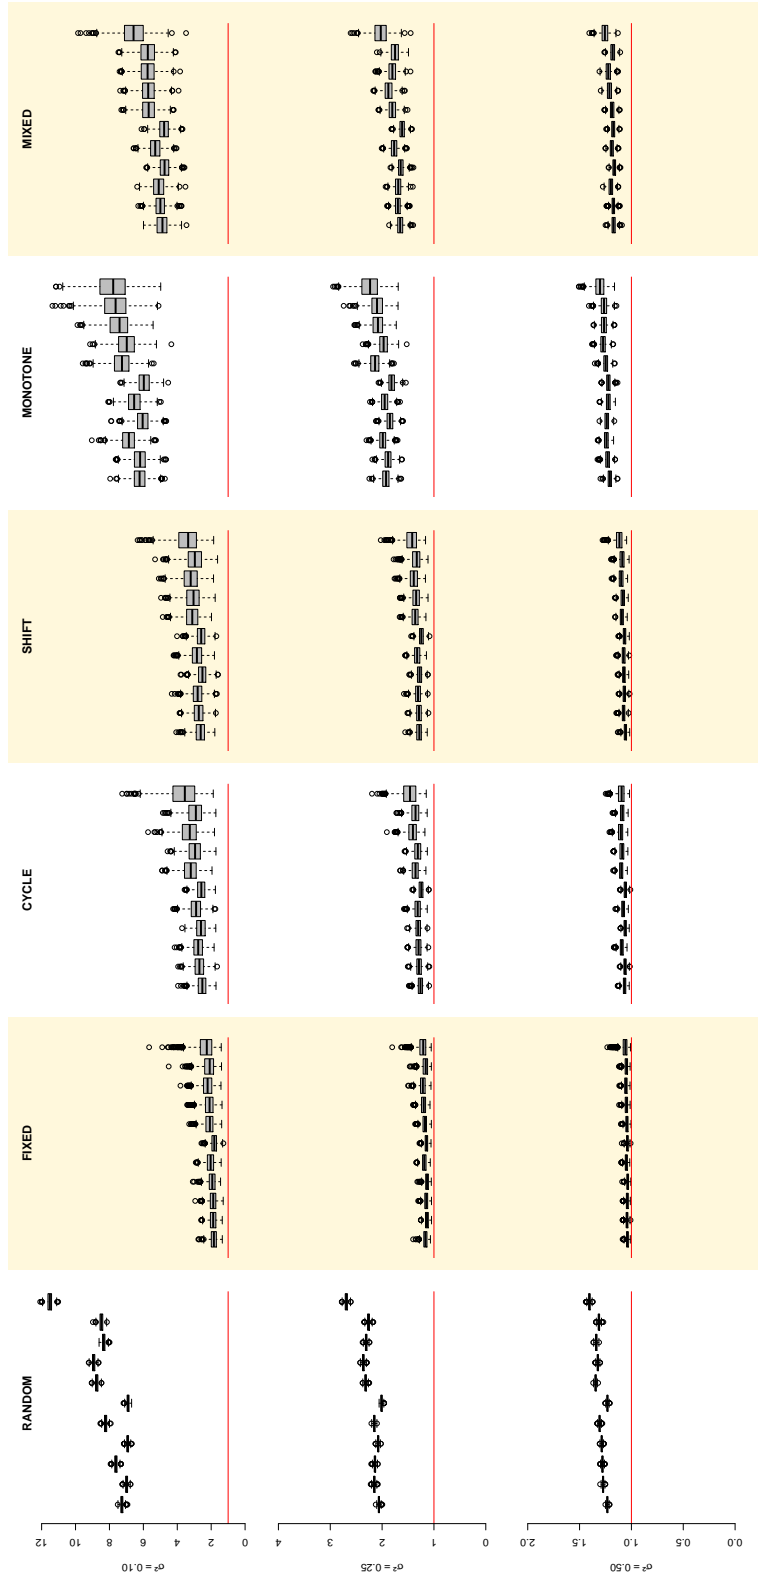 MIXED
MONOTONE
SHIFT
CYCLE
FIXED
RANDOM
12 10 8 6 4 2 0
σ² = 0.10
4 3 2 1 0
σ² = 0.25
2.0 1.5 1.0 0.5 0.0
σ² = 0.50